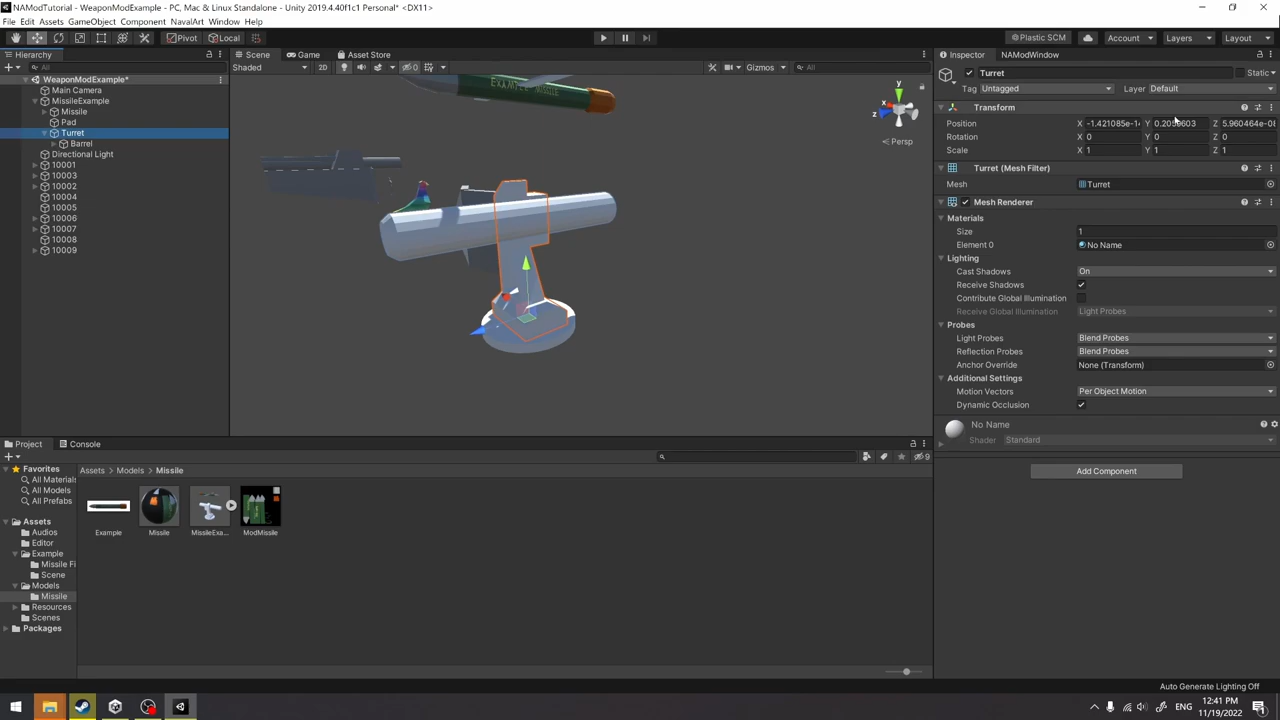 NAModTutorial - WeaponModExample - PC, Mac & Linux Standalone - Unity 2019.4.40f1c1 Personal* <DX11>
File Edit Assets GameObject Component NavalArt Window Help
Pivot Local Plastic SCM Account Layers Layout
Hierarchy Scene Game Asset Store Inspector NAModWindow
All Shaded 2D 0 Gizmos All
WeaponModExample*
Main Camera
MissileExample
Missile
Pad
Turret
Barrel
Directional Light
10001
10003
10002
10004
10005
10006
10007
10008
10009
EXAMPLE
y
x
z
Persp
Turret Static
Tag Untagged Layer Default
Transform
Position X -1.421085e-1 Y 0.2059603 Z 5.960464e-08
Rotation X 0 Y 0 Z 0
Scale X 1 Y 1 Z 1
Turret (Mesh Filter)
Mesh Turret
Mesh Renderer
Materials
Size 1
Element 0 No Name
Lighting
Cast Shadows On
Receive Shadows
Contribute Global Illumination
Receive Global Illumination Light Probes
Probes
Light Probes Blend Probes
Reflection Probes Blend Probes
Anchor Override None (Transform)
Additional Settings
Motion Vectors Per Object Motion
Dynamic Occlusion
No Name
Shader Standard
Add Component
Project Console
9
Favorites
All Materials
All Models
All Prefabs
Assets
Audios
Editor
Example
Missile Fi
Scene
Models
Missile
Resources
Scenes
Packages
Assets > Models > Missile
Example Missile MissileExa... ModMissile
Auto Generate Lighting Off
ENG 12:41 PM
11/19/2022